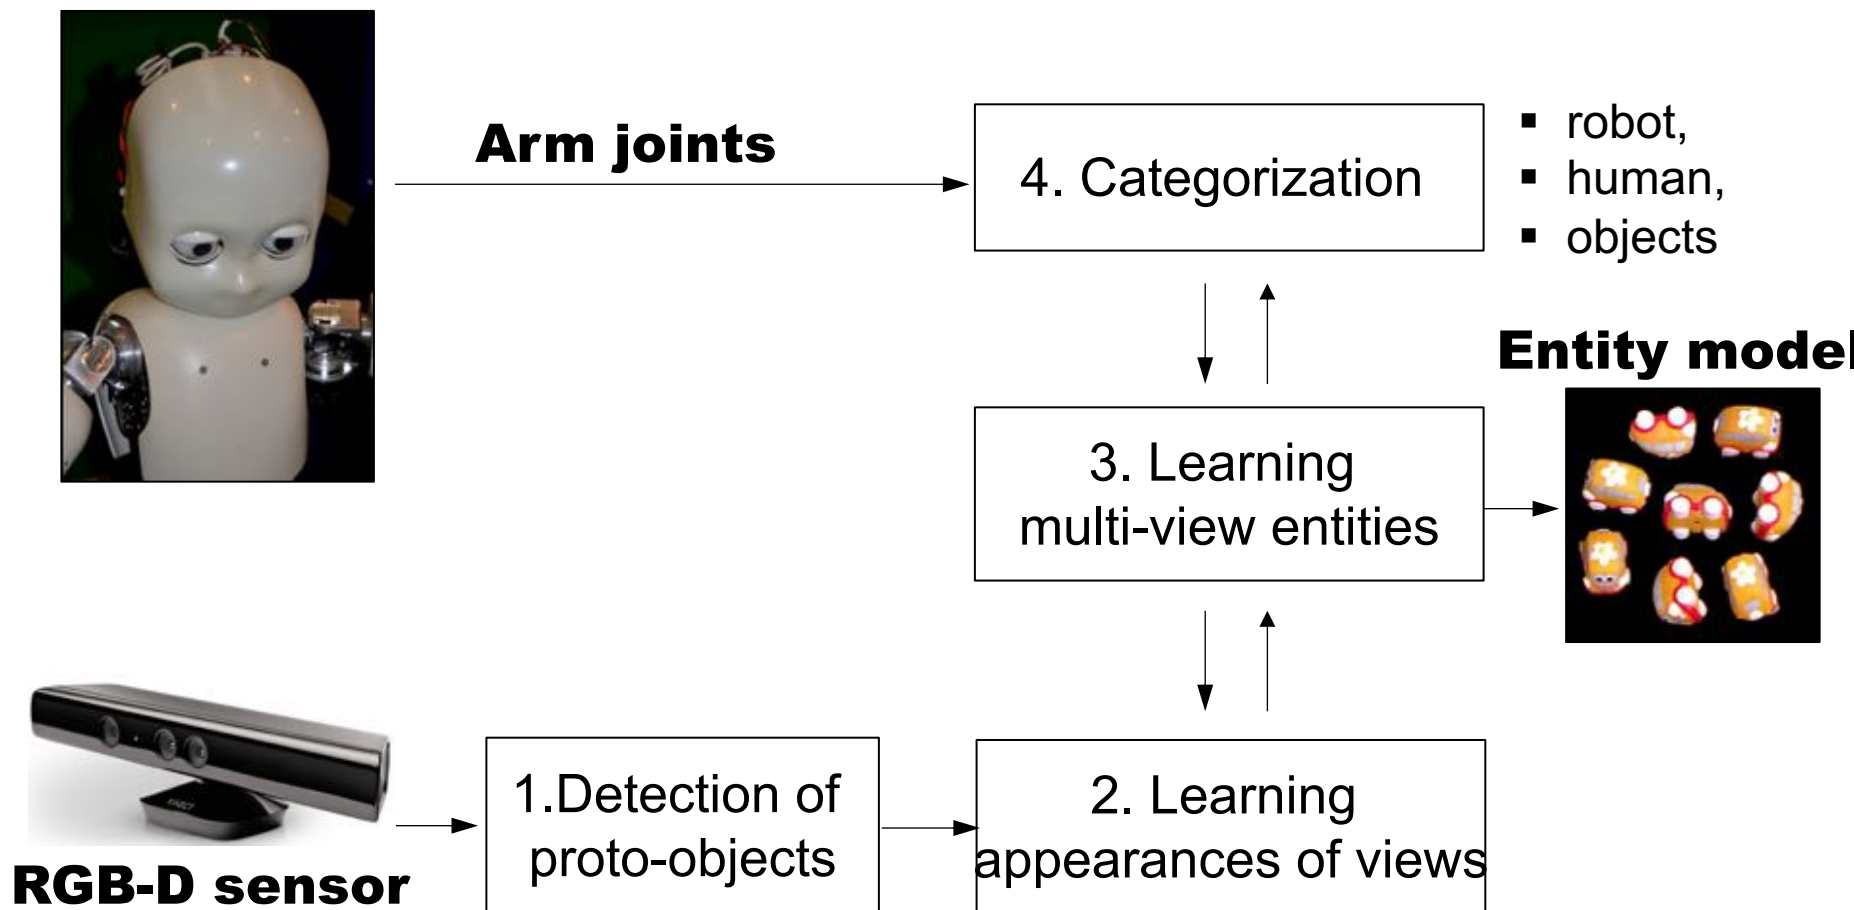 Arm joints
4. Categorization
▪ robot,
▪ human,
▪ objects
Entity model
3. Learning
multi-view entities
1.Detection of
proto-objects
2. Learning
appearances of views
RGB-D sensor
KINECT